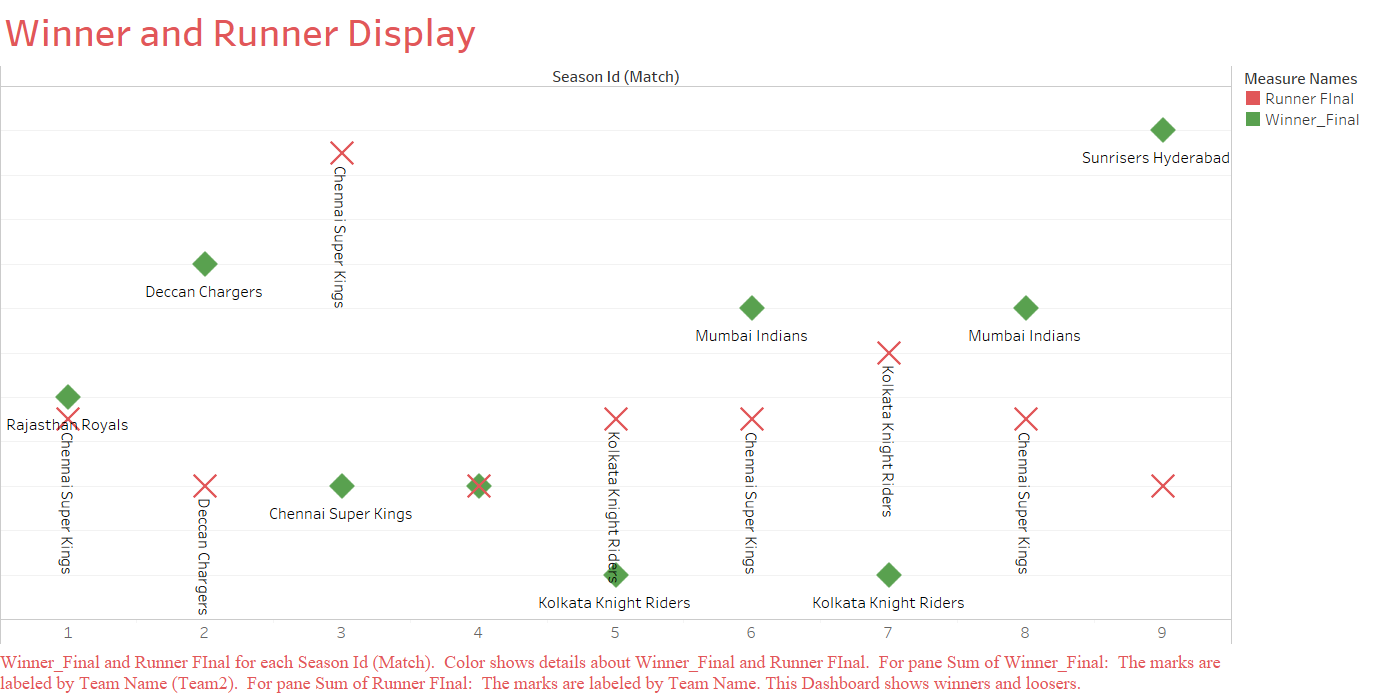 Winner and Runner Display
Season Id (Match)
Measure Names
Runner FInal
Winner_Final
Sunrisers Hyderabad
Chennai Super Kings
Deccan Chargers
Mumbai Indians
Mumbai Indians
Rajasthan Royals
Chennai Super Kings
Deccan Chargers
Chennai Super Kings
Kolkata Knight Riders
Chennai Super Kings
Kolkata Knight Riders
Chennai Super Kings
Kolkata Knight Riders
Kolkata Knight Riders
1 2 3 4 5 6 7 8 9
Winner_Final and Runner FInal for each Season Id (Match).  Color shows details about Winner_Final and Runner FInal.  For pane Sum of Winner_Final:  The marks are
labeled by Team Name (Team2).  For pane Sum of Runner FInal:  The marks are labeled by Team Name. This Dashboard shows winners and loosers.